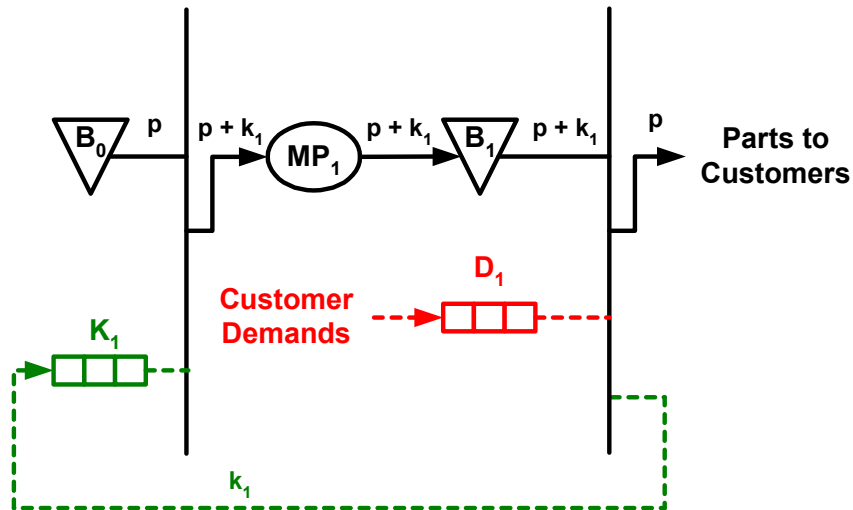 p
p + k₁
p + k₁
p + k₁
p
B₀
MP₁
B₁
Parts to
Customers
D₁
Customer
Demands
K₁
k₁